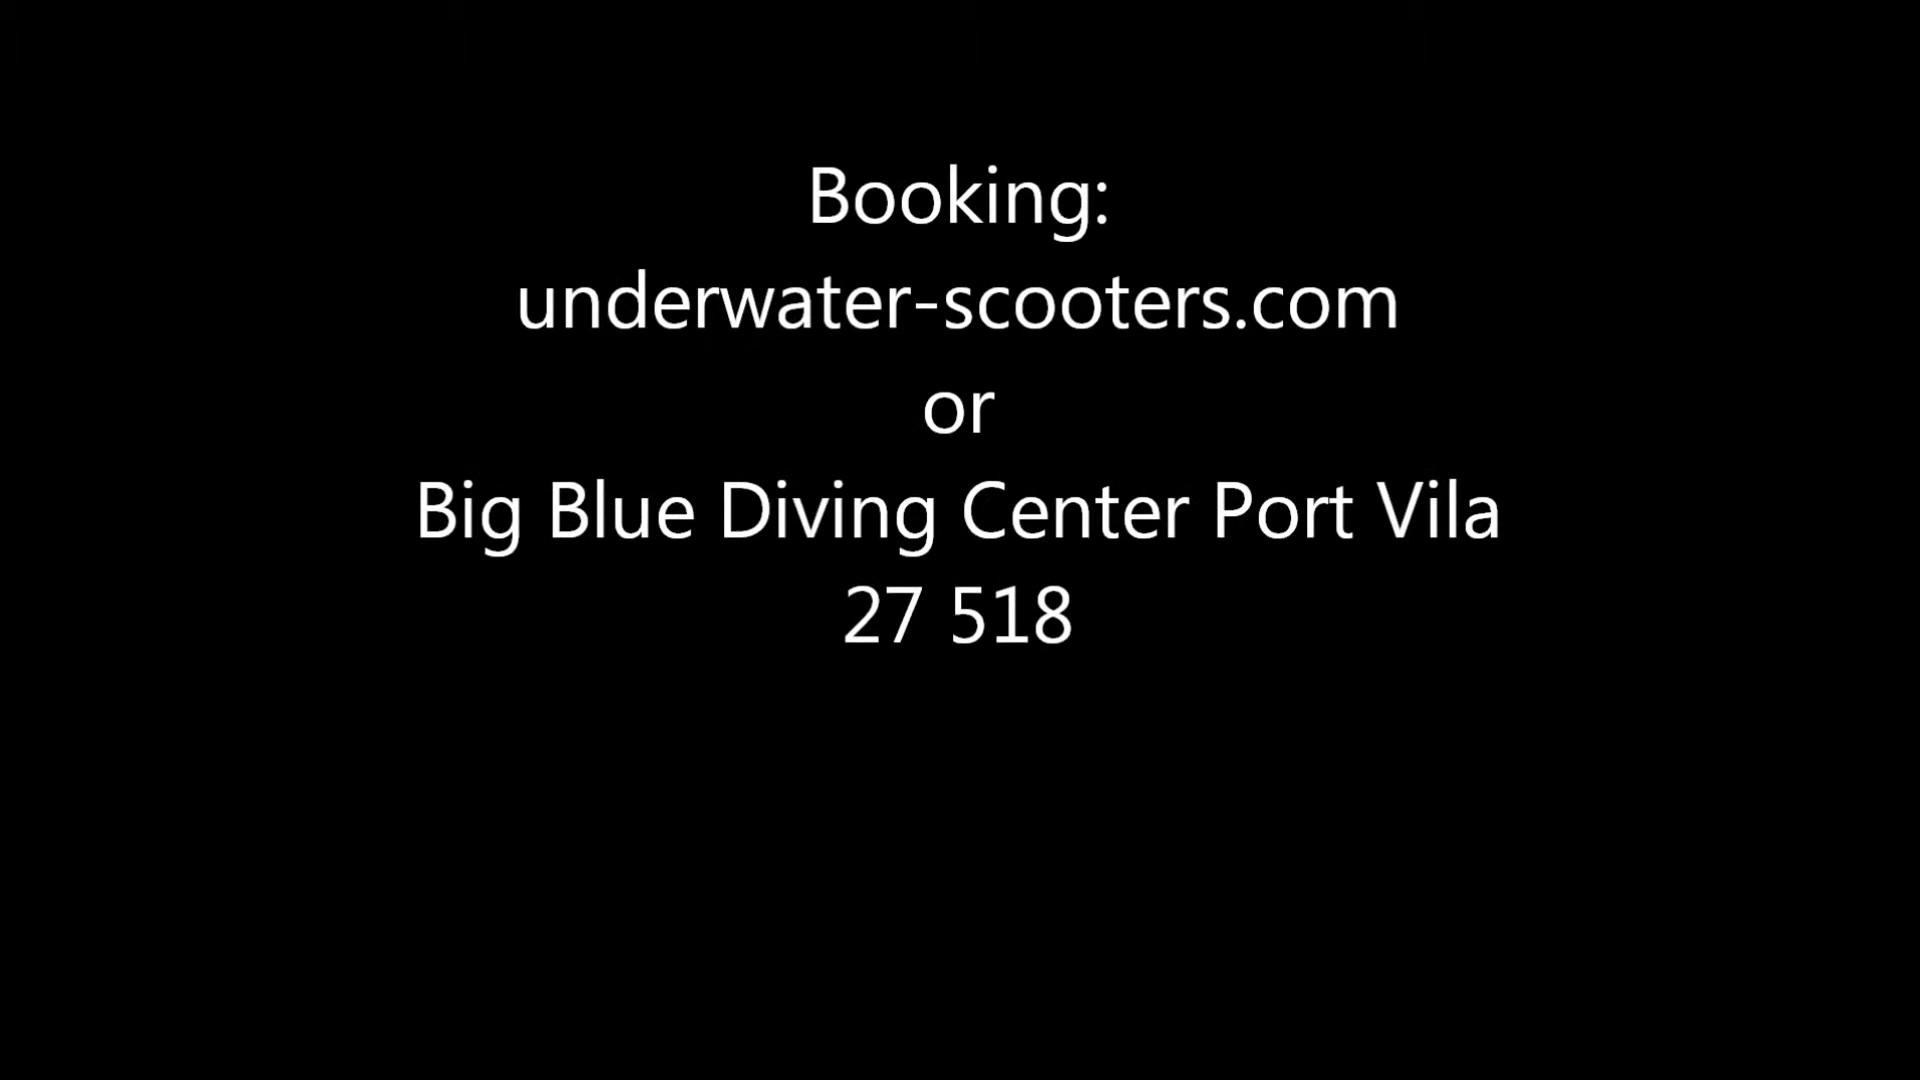 Booking:
underwater-scooters.com
or
Big Blue Diving Center Port Vila
27 518